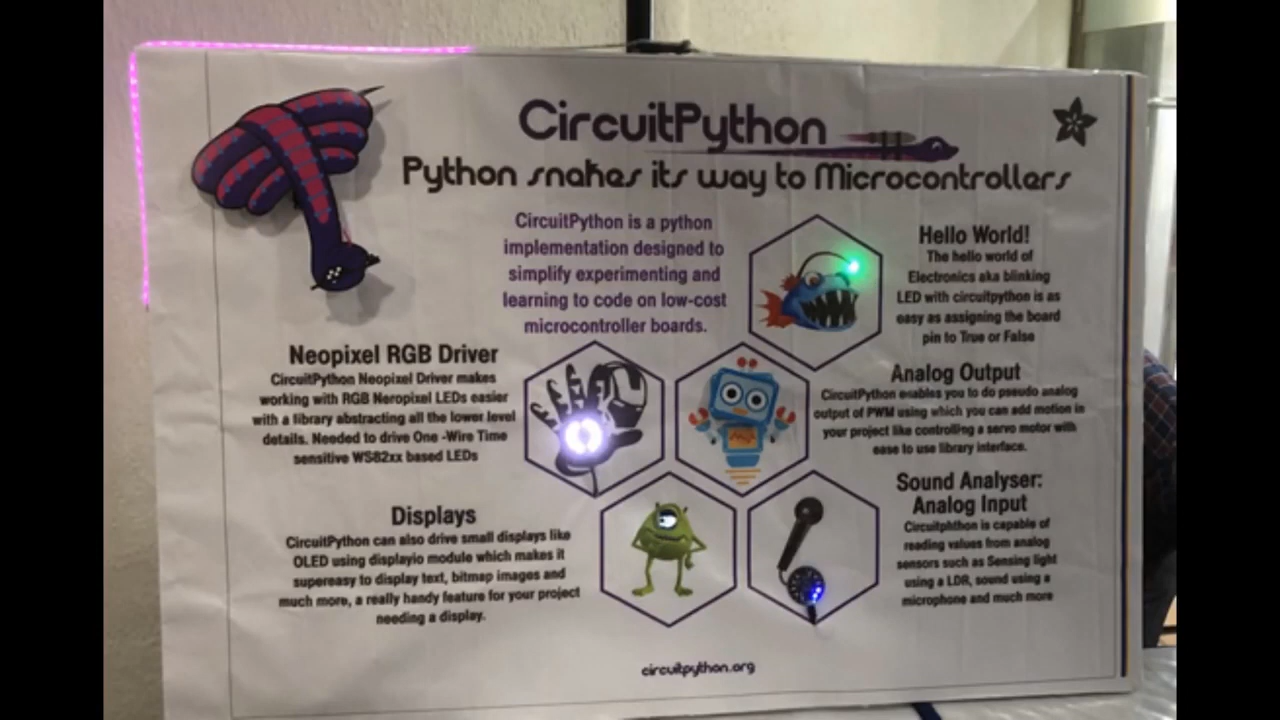 CircuitPython
Python snakes its way to Microcontrollers
CircuitPython is a python
implementation designed to
simplify experimenting and
learning to code on low-cost
microcontroller boards.
Hello World!
The hello world of
Electronics aka blinking
LED with circuitpython is as
easy as assigning the board
pin to True or False
Neopixel RGB Driver
CircuitPython Neopixel Driver makes
working with RGB Neropixel LEDs easier
with a library abstracting all the lower level
details. Needed to drive One -Wire Time
sensitive WS82xx based LEDs
Analog Output
CircuitPython enables you to do pseudo analog
output of PWM using which you can add motion in
your project like controlling a servo motor with
ease to use library interface.
Displays
CircuitPython can also drive small displays like
OLED using displayio module which makes it
supereasy to display text, bitmap images and
much more, a really handy feature for your project
needing a display.
Sound Analyser:
Analog Input
Circuitphthon is capable of
reading values from analog
sensors such as Sensing light
using a LDR, sound using a
microphone and much more
circuitpython.org